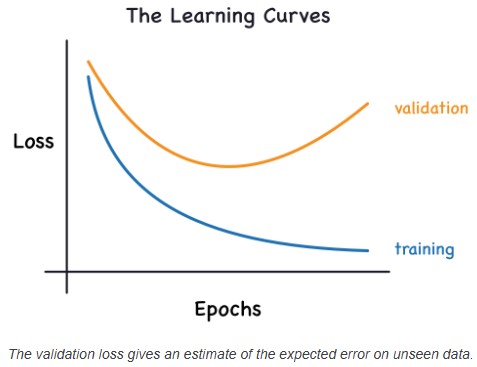 The Learning Curves
validation
Loss
training
Epochs
The validation loss gives an estimate of the expected error on unseen data.